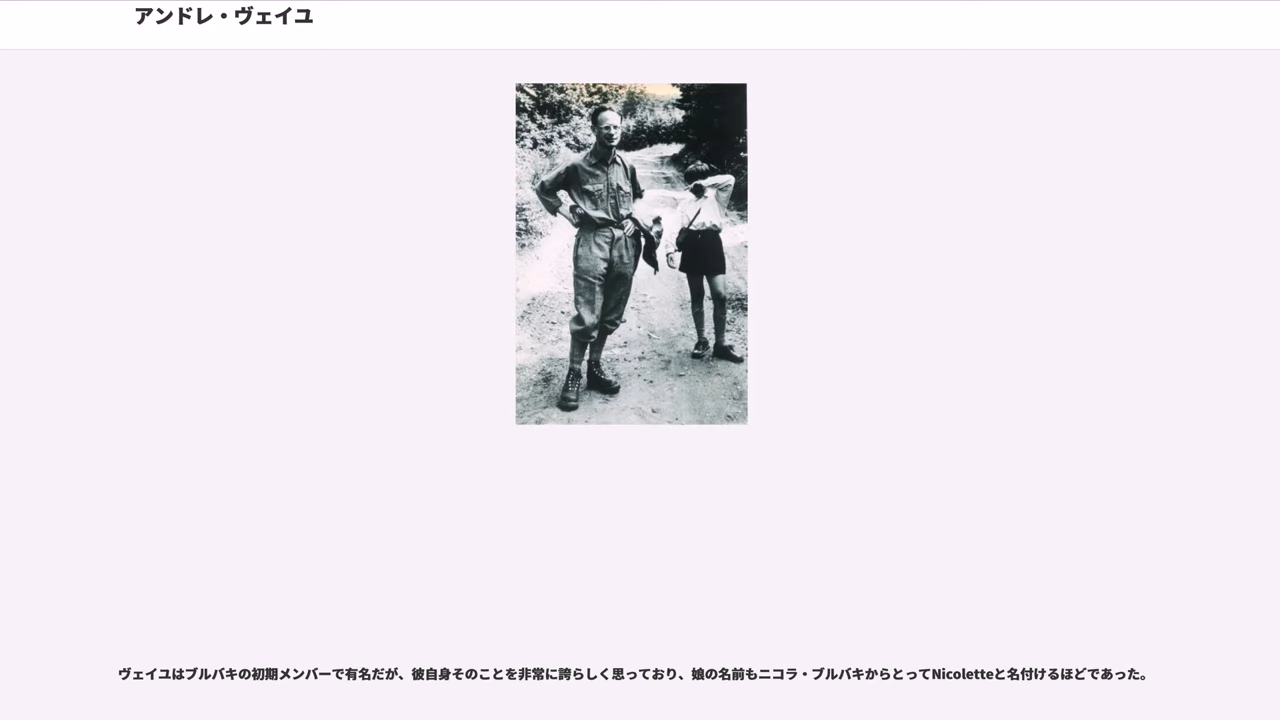 アンドレ・ヴェイユ
ヴェイユはブルバキの初期メンバーで有名だが、彼自身そのことを非常に誇らしく思っており、娘の名前もニコラ・ブルバキからとってNicoletteと名付けるほどであった。